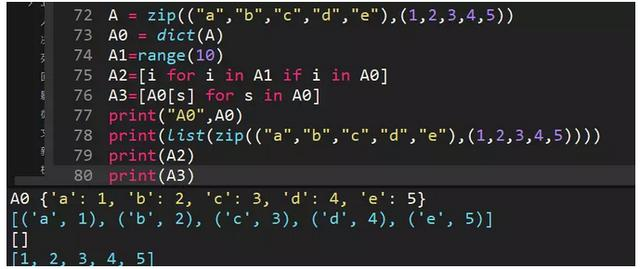 72 A = zip(("a","b","c","d","e"),(1,2,3,4,5))
73 A0 = dict(A)
74 A1=range(10)
75 A2=[i for i in A1 if i in A0]
76 A3=[A0[s] for s in A0]
77 print("A0",A0)
78 print(list(zip(("a","b","c","d","e"),(1,2,3,4,5))))
79 print(A2)
80 print(A3)
A0 {'a': 1, 'b': 2, 'c': 3, 'd': 4, 'e': 5}
[('a', 1), ('b', 2), ('c', 3), ('d', 4), ('e', 5)]
[]
[1, 2, 3, 4, 5]